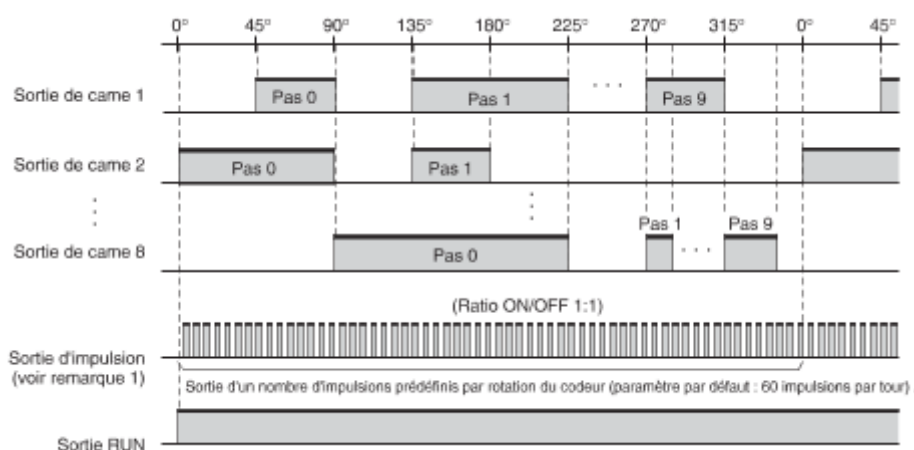 0° 45° 90° 135° 180° 225° 270° 315° 0° 45°
Sortie de came 1
Pas 0 Pas 1 Pas 9
Sortie de came 2
Pas 0 Pas 1
Pas 1 Pas 9
Sortie de came 8
Pas 0
(Ratio ON/OFF 1:1)
Sortie d'impulsion
(voir remarque 1)
Sortie d'un nombre d'impulsions prédéfinis par rotation du codeur (paramètre par défaut : 60 impulsions par tour)
Sortie RUN